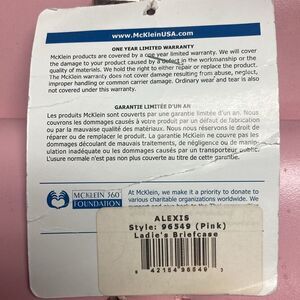 www.McKleinUSA.com
ONE YEAR LIMITED WARRANTY
McKlein products are covered by a one year limited warranty. We will cover
the damage to your product caused by a defect in the workmanship or the
quality of materials. We hold the right to either repair or replace the product.
The McKlein warranty does not cover damage resulting from abuse, neglect,
improper handling or common carrier damage. Ordinary wear and tear is also
not covered under this warranty.
GARANTIE LIMITÉE D'UN AN
Les produits McKlein sont couverts par une garantie limitée d'un an. Nous
couvrons les dommages causés à votre produit par un défaut de fabrication
ou par la mauvaise qualité des matériaux. Nous nous réservons le droit de
réparer ou de remplacer le produit. La garantie McKlein ne couvre pas les
dommages découlant de mauvais traitements, de négligence ou de manipu-
lation inadéquate ou les dommages causés par un transporteur public.
L'usure normale n'est pas couverte au titre de cette garantie.
MCKLEIN 360°
FOUNDATION
At McKlein, we make it a priority to donate to
various charitable organizations worldwide. We
ALEXIS
Style: 96549 (Pink)
Ladie's Briefcase